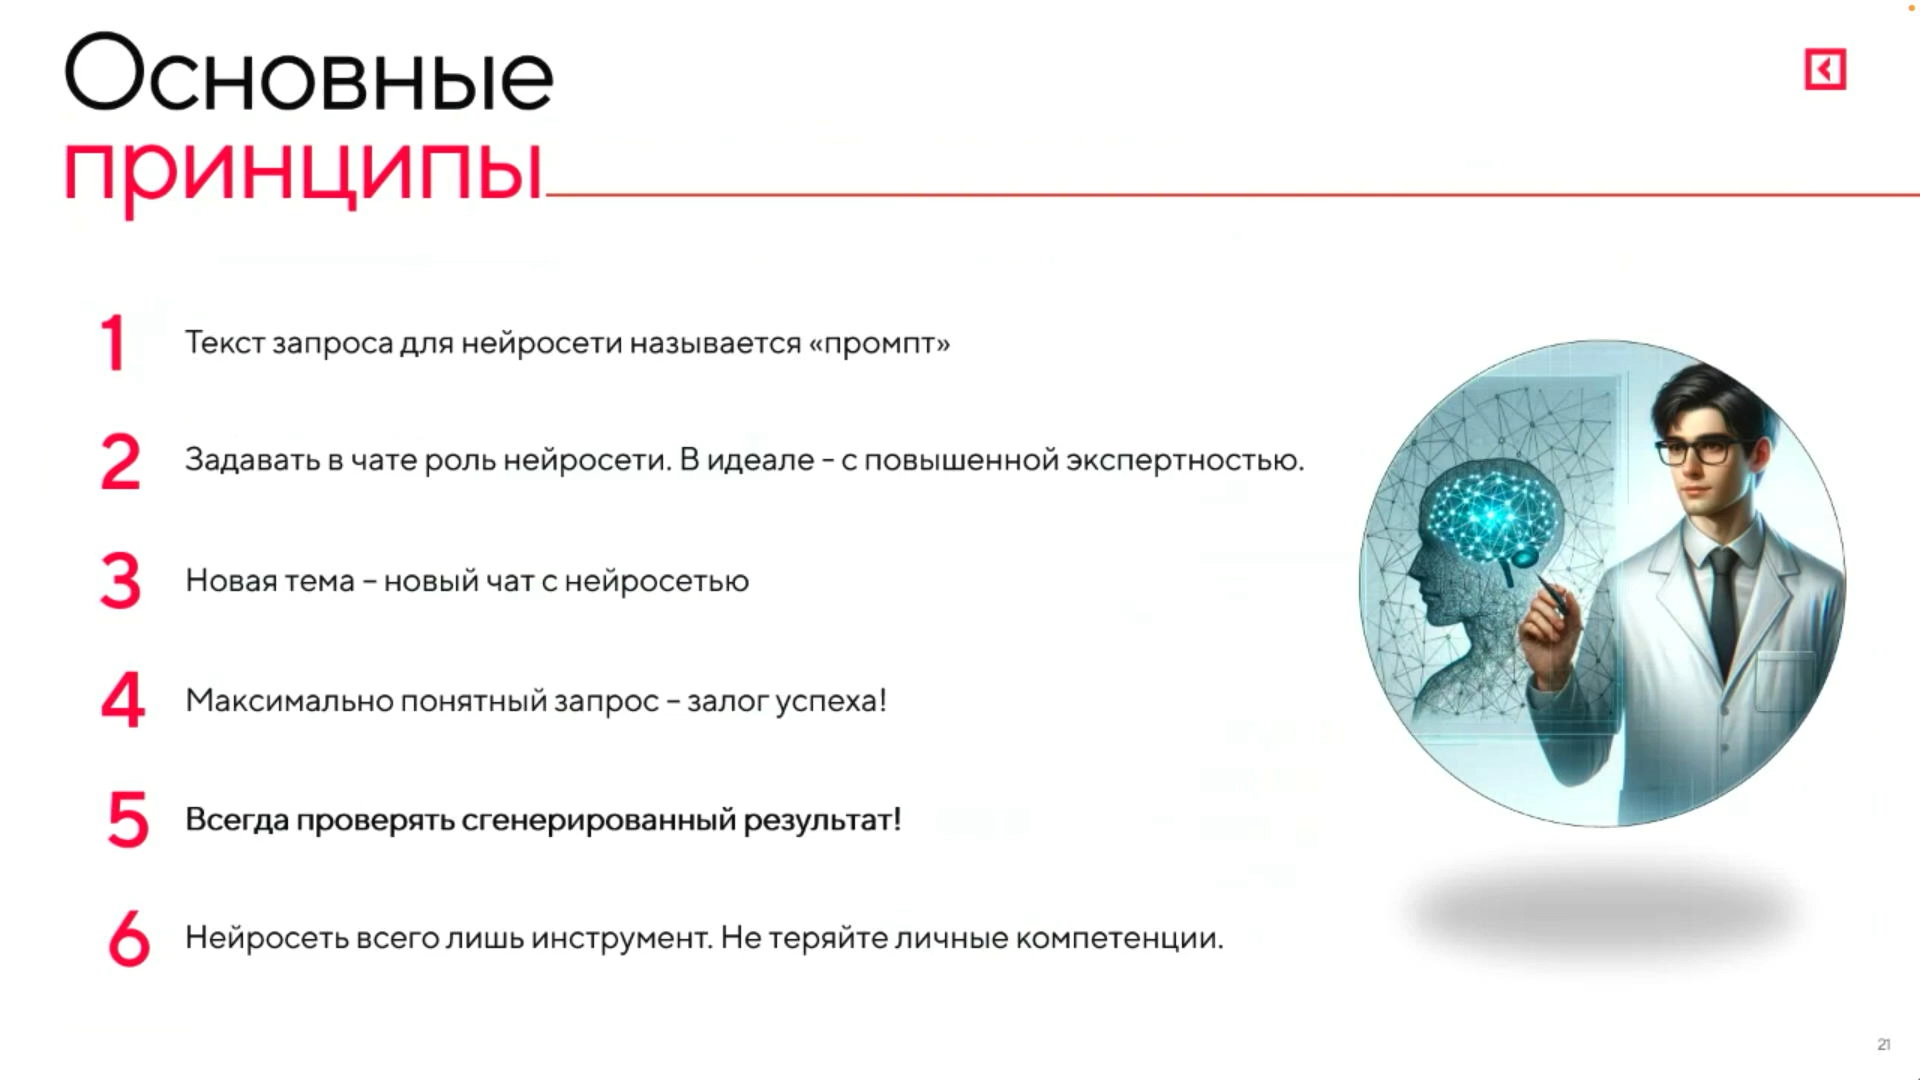 Основные
принципы
1 Текст запроса для нейросети называется «промпт»
2 Задавать в чате роль нейросети. В идеале - с повышенной экспертностью.
3 Новая тема – новый чат с нейросетью
4 Максимально понятный запрос – залог успеха!
5 Всегда проверять сгенерированный результат!
6 Нейросеть всего лишь инструмент. Не теряйте личные компетенции.
21